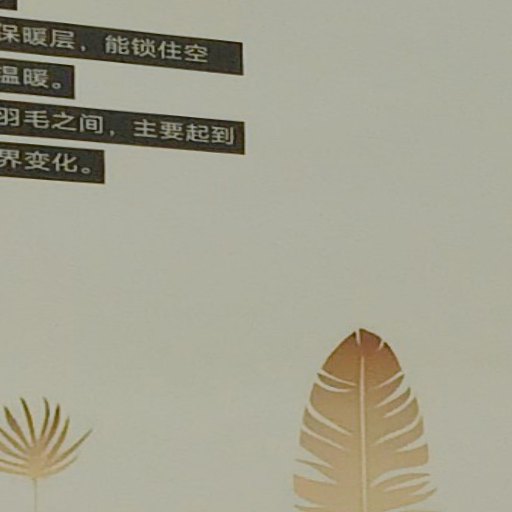 保暖层，能锁住空
温暖。
羽毛之间，主要起到
界变化。